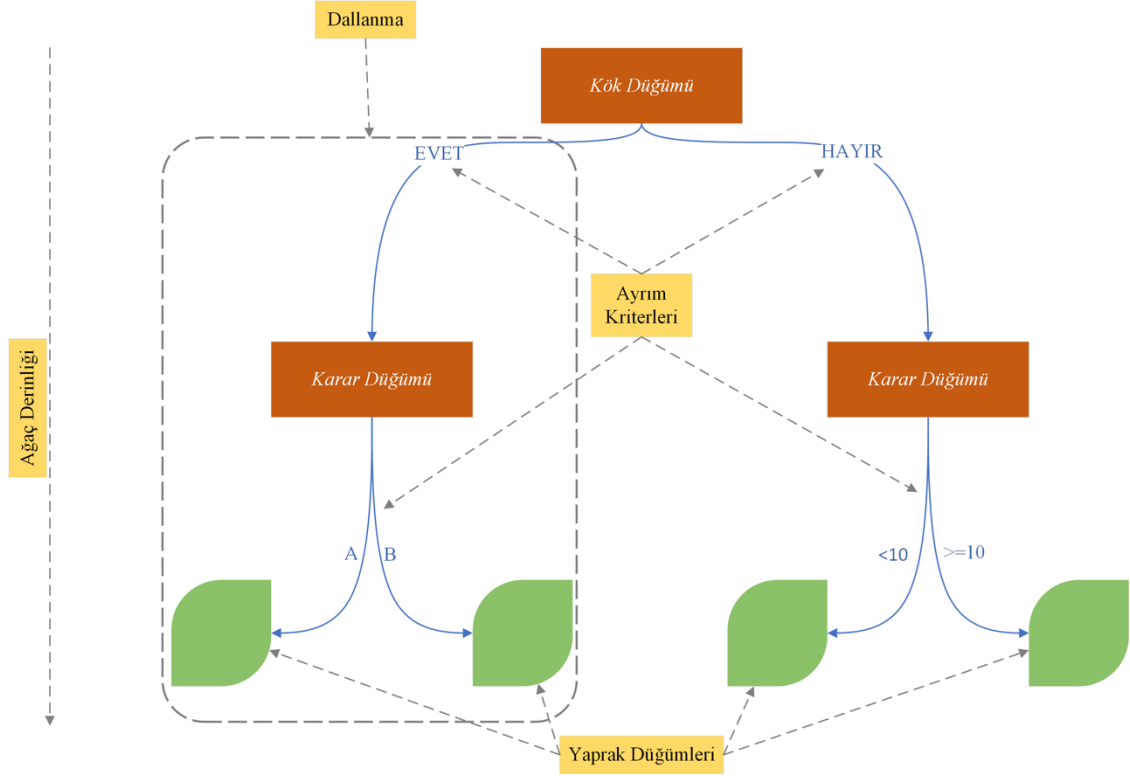 Dallanma
Kök Düğümü
EVET
HAYIR
Ayrım
Kriterleri
Karar Düğümü
Karar Düğümü
Ağaç Derinliği
A
B
<10
>=10
Yaprak Düğümleri